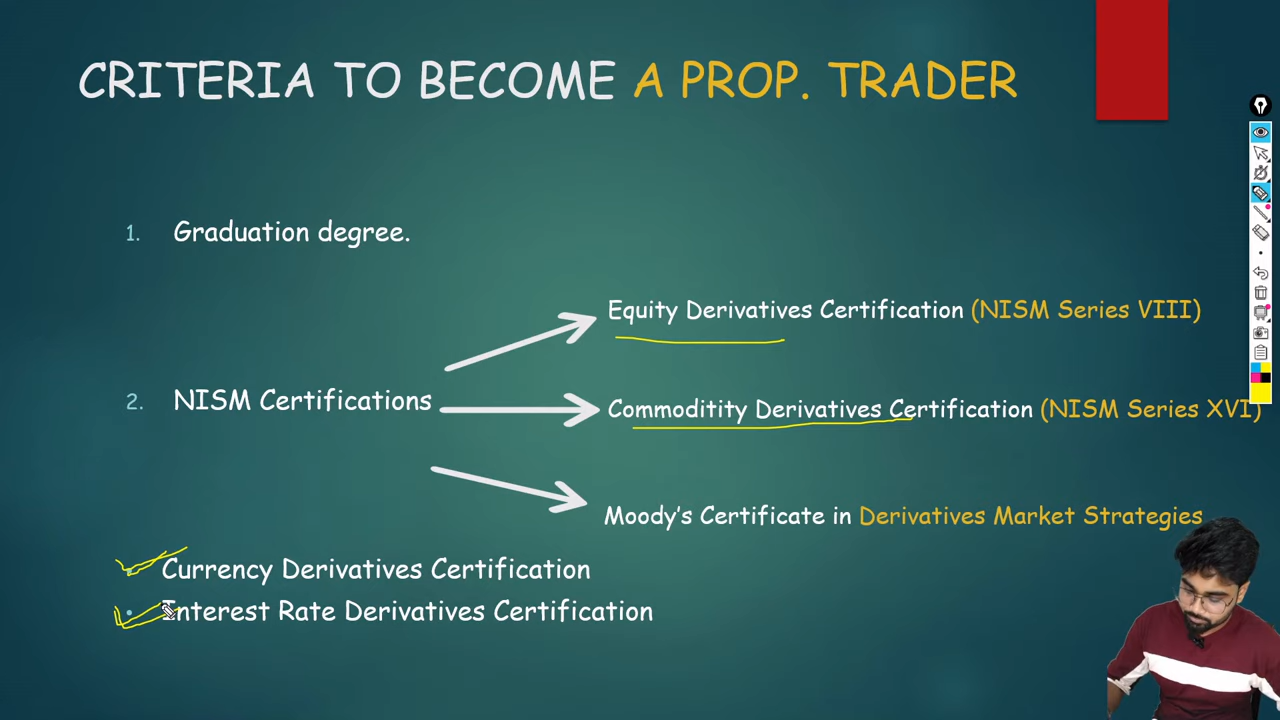 CRITERIA TO BECOME A PROP. TRADER
1. Graduation degree.
Equity Derivatives Certification (NISM Series VIII)
2. NISM Certifications
Commoditity Derivatives Certification (NISM Series XVI)
Moody's Certificate in Derivatives Market Strategies
• Currency Derivatives Certification
• Interest Rate Derivatives Certification